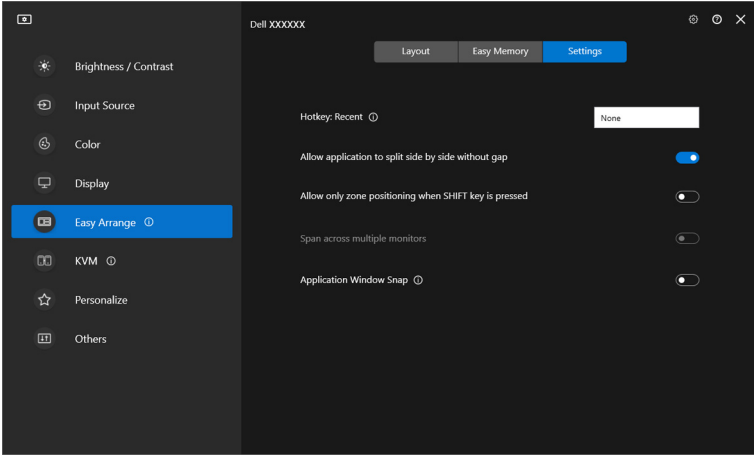 Dell XXXXXX
Layout
Easy Memory
Settings
Brightness / Contrast
Input Source
Color
Display
Easy Arrange
KVM
Personalize
Others
Hotkey: Recent
None
Allow application to split side by side without gap
Allow only zone positioning when SHIFT key is pressed
Span across multiple monitors
Application Window Snap